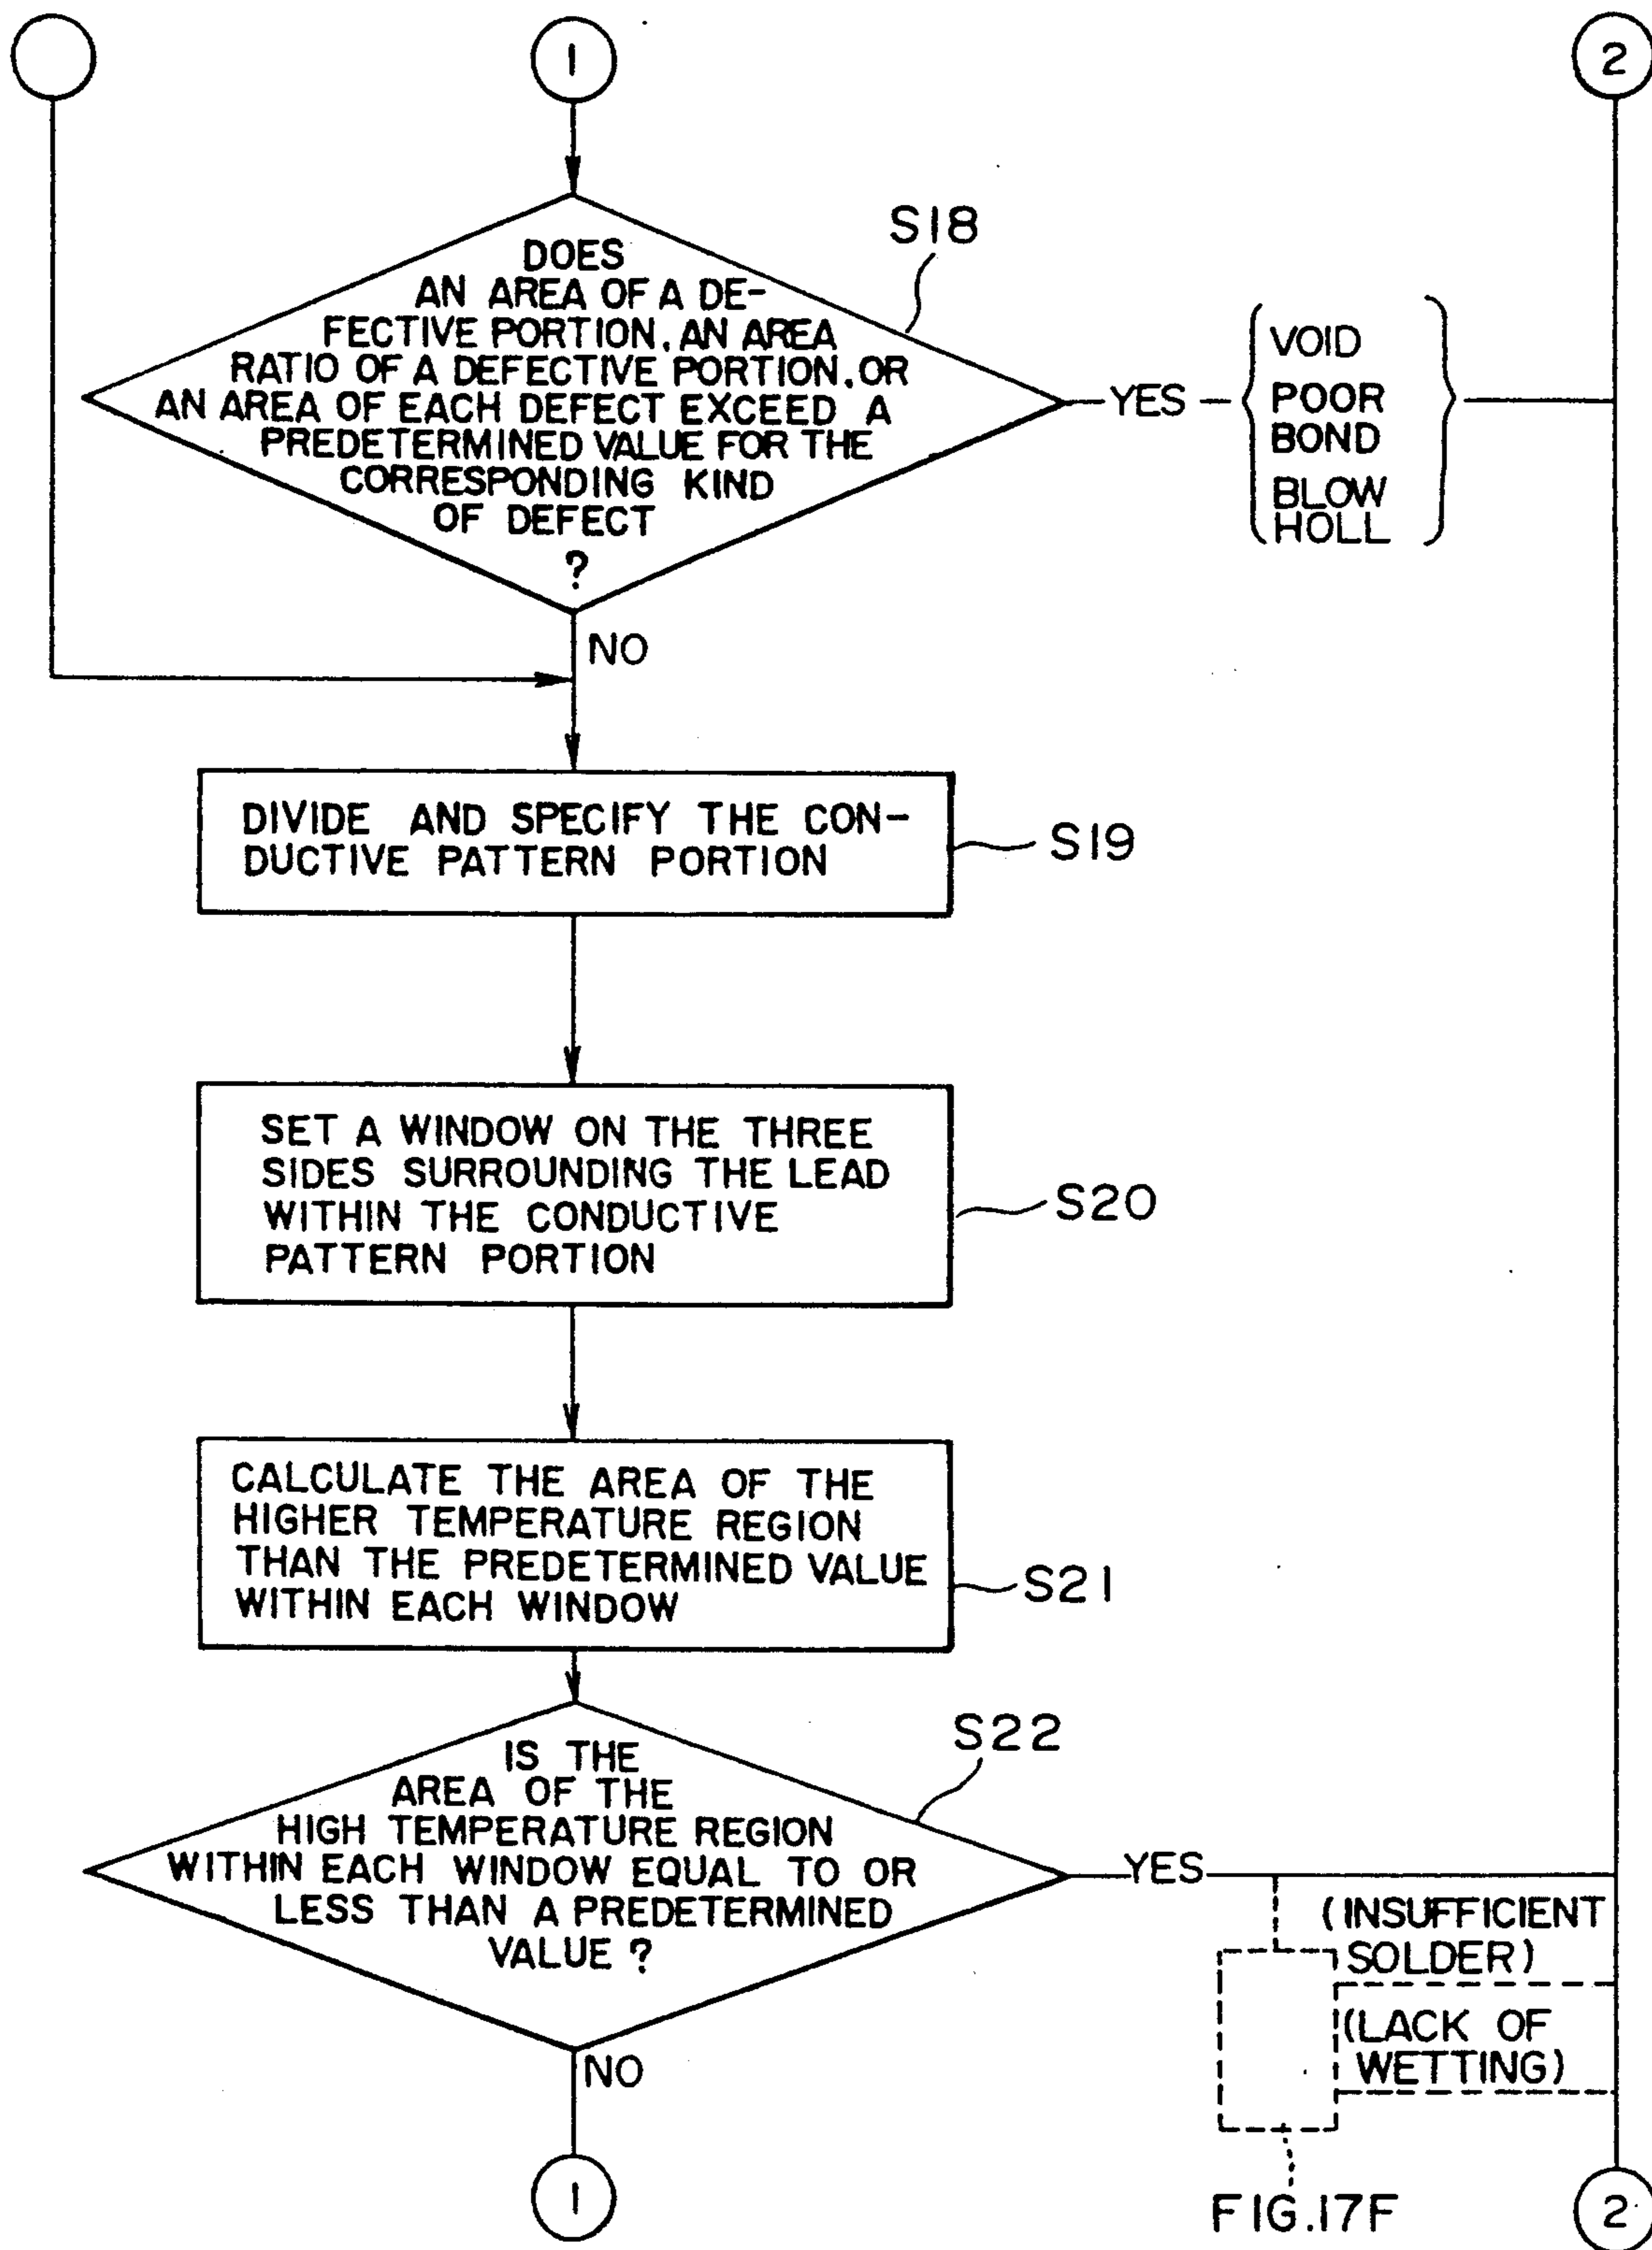 1
2
S18
DOES
AN AREA OF A DE-
FECTIVE PORTION, AN AREA
RATIO OF A DEFECTIVE PORTION, OR
AN AREA OF EACH DEFECT EXCEED A
PREDETERMINED VALUE FOR THE
CORRESPONDING KIND
OF DEFECT
?
YES
VOID
POOR
BOND
BLOW
HOLL
NO
DIVIDE AND SPECIFY THE CON-
DUCTIVE PATTERN PORTION
S19
SET A WINDOW ON THE THREE
SIDES SURROUNDING THE LEAD
WITHIN THE CONDUCTIVE
PATTERN PORTION
S20
CALCULATE THE AREA OF THE
HIGHER TEMPERATURE REGION
THAN THE PREDETERMINED VALUE
WITHIN EACH WINDOW
S21
S22
IS THE
AREA OF THE
HIGH TEMPERATURE REGION
WITHIN EACH WINDOW EQUAL TO OR
LESS THAN A PREDETERMINED
VALUE ?
YES
(INSUFFICIENT
SOLDER)
(LACK OF
WETTING)
NO
1
FIG.17F
2